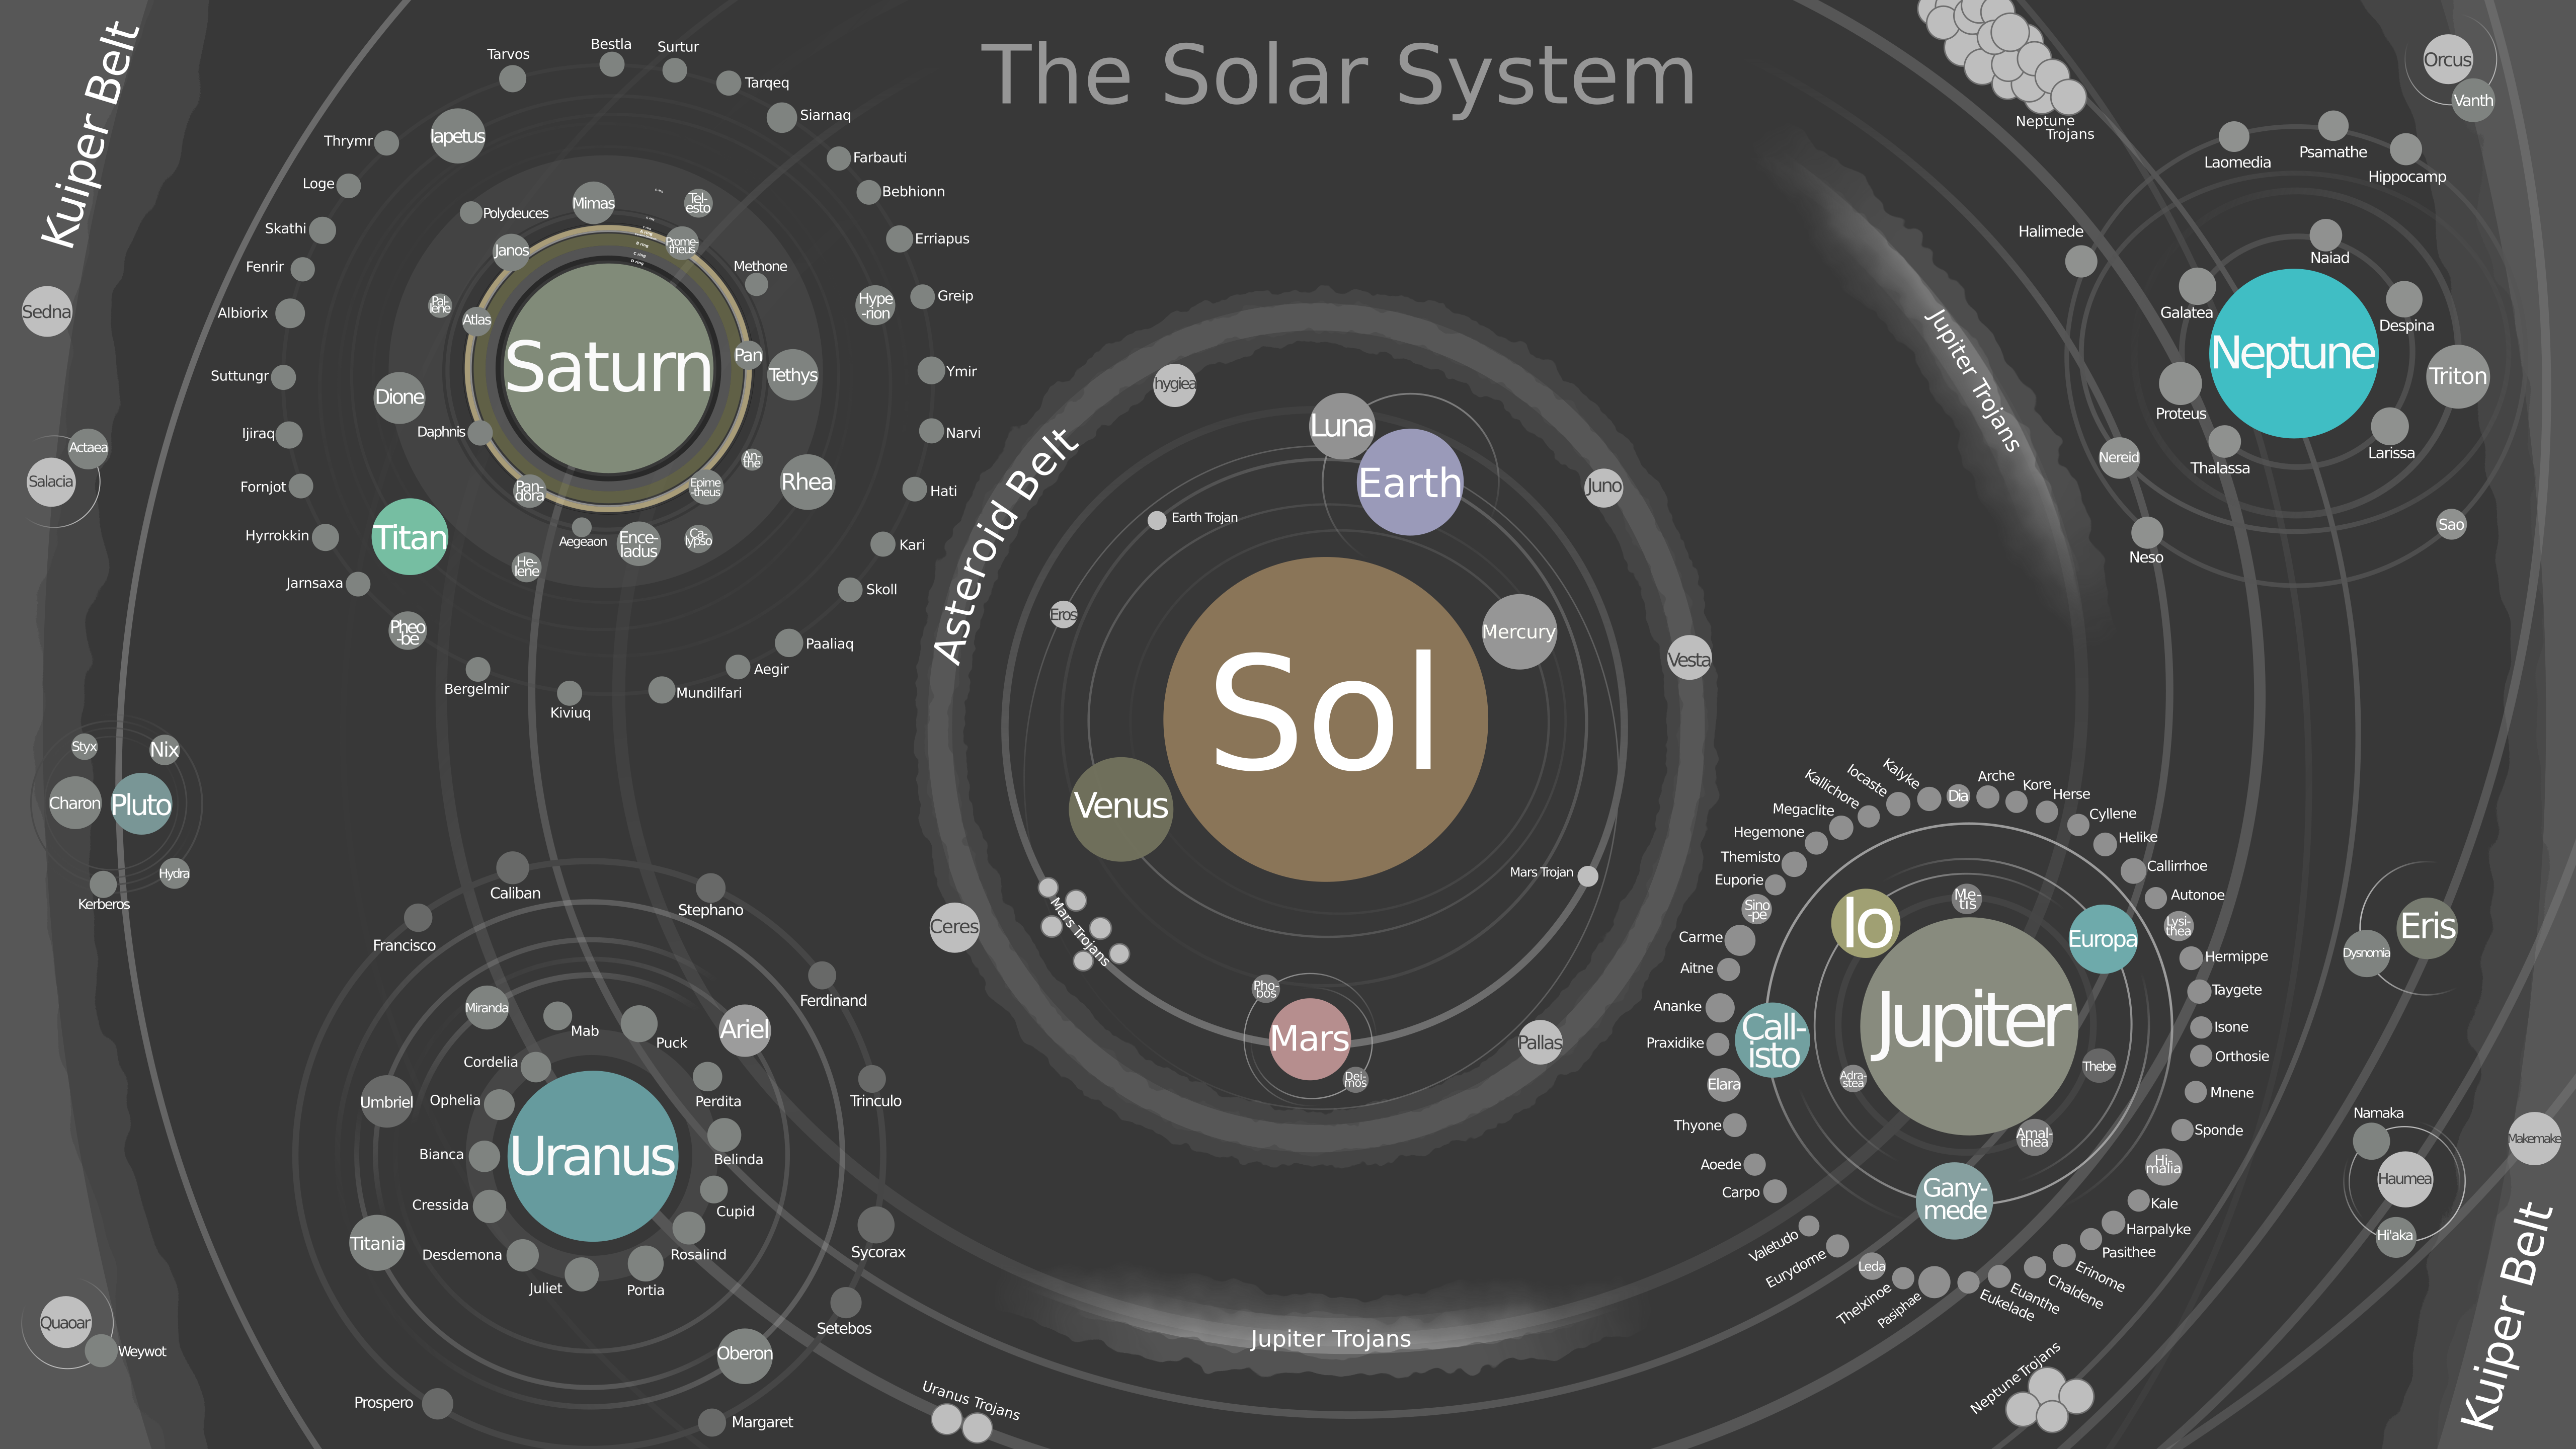 The Solar System
Kuiper Belt
Sedna
Actaea
Salacia
Styx
Nix
Charon
Pluto
Hydra
Kerberos
Quaoar
Weywot
Tarvos
Bestla
Surtur
Tarqeq
Siarnaq
Farbauti
Bebhionn
Erriapus
Greip
Ymir
Narvi
Hati
Kari
Skoll
Paaliaq
Aegir
Mundilfari
Kiviuq
Bergelmir
Pheo
-be
Jarnsaxa
Hyrrokkin
Fornjot
Ijiraq
Suttungr
Albiorix
Fenrir
Skathi
Loge
Thrymr
Iapetus
Mimas
Tel-
esto
Polydeuces
Janos
Prome-
theus
Methone
Hype
-rion
Pal-
lene
Atlas
Saturn
Pan
Tethys
Dione
Daphnis
An-
the
Rhea
Pan-
dora
Epime
-theus
Titan
Aegeaon
Ence-
ladus
Ca-
lypso
He-
lene
B ring
C ring
D ring
Caliban
Stephano
Francisco
Ferdinand
Miranda
Mab
Puck
Ariel
Cordelia
Umbriel
Ophelia
Perdita
Trinculo
Bianca
Uranus
Belinda
Cressida
Cupid
Titania
Desdemona
Rosalind
Sycorax
Juliet
Portia
Setebos
Oberon
Prospero
Margaret
Uranus Trojans
Asteroid Belt
hygiea
Luna
Earth
Juno
Earth Trojan
Eros
Mercury
Vesta
Sol
Venus
Mars Trojan
Mars Trojans
Ceres
Pho-
bos
Mars
Dei-
mos
Pallas
Jupiter Trojans
Neptune
Trojans
Jupiter Trojans
Laomedia
Psamathe
Hippocamp
Halimede
Naiad
Galatea
Despina
Neptune
Triton
Proteus
Larissa
Nereid
Thalassa
Sao
Neso
Orcus
Vanth
Kallichore
Iocaste
Kalyke
Dia
Arche
Kore
Herse
Cyllene
Helike
Callirrhoe
Autonoe
Lysi-
thea
Hermippe
Taygete
Isone
Orthosie
Mnene
Sponde
Hi-
malia
Kale
Harpalyke
Pasithee
Erinome
Chaldene
Euanthe
Eukelade
Pasiphae
Thelxinoe
Leda
Eurydome
Valetudo
Carpo
Aoede
Thyone
Elara
Praxidike
Ananke
Aitne
Carme
Sino
-pe
Euporie
Themisto
Hegemone
Megaclite
Io
Me-
tis
Europa
Call-
isto
Jupiter
Thebe
Adra-
stea
Amal-
thea
Gany-
mede
Neptune Trojans
Eris
Dysnomia
Namaka
Haumea
Hi'aka
Makemake
Kuiper Belt